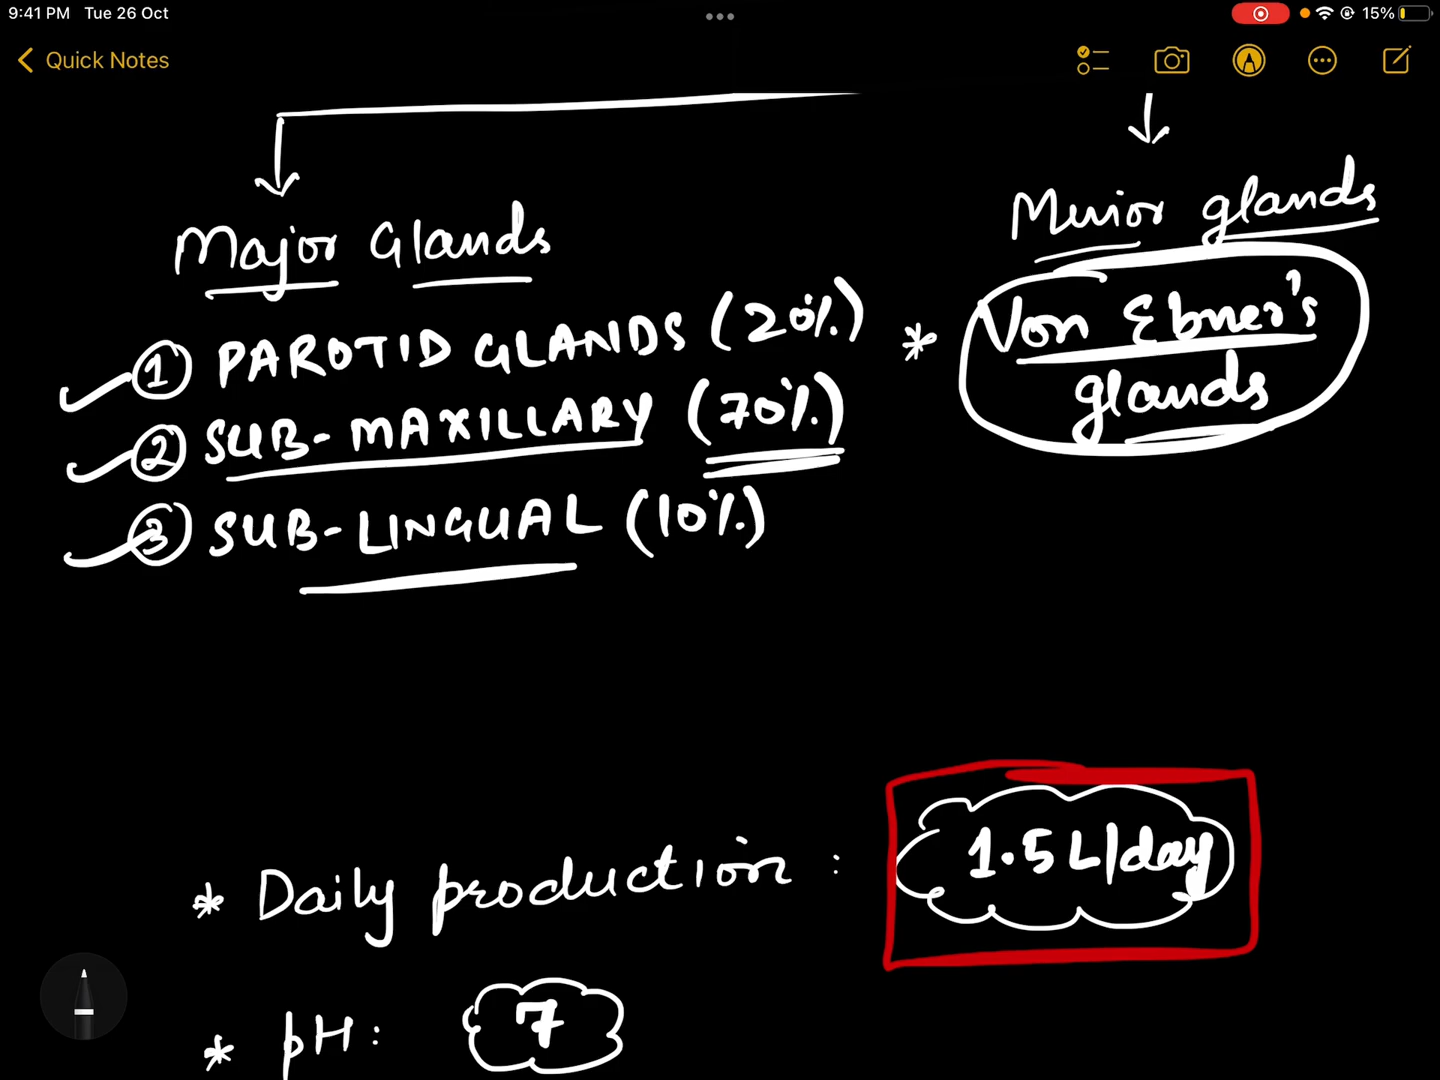 9:41 PM Tue 26 Oct
15%
Quick Notes
Major Glands
Minor glands
① PAROTID GLANDS (20%)
* Von Ebner's
glands
② SUB-MAXILLARY (70%)
③ SUB-LINGUAL (10%)
* Daily production : 1.5 L/day
* pH: 7